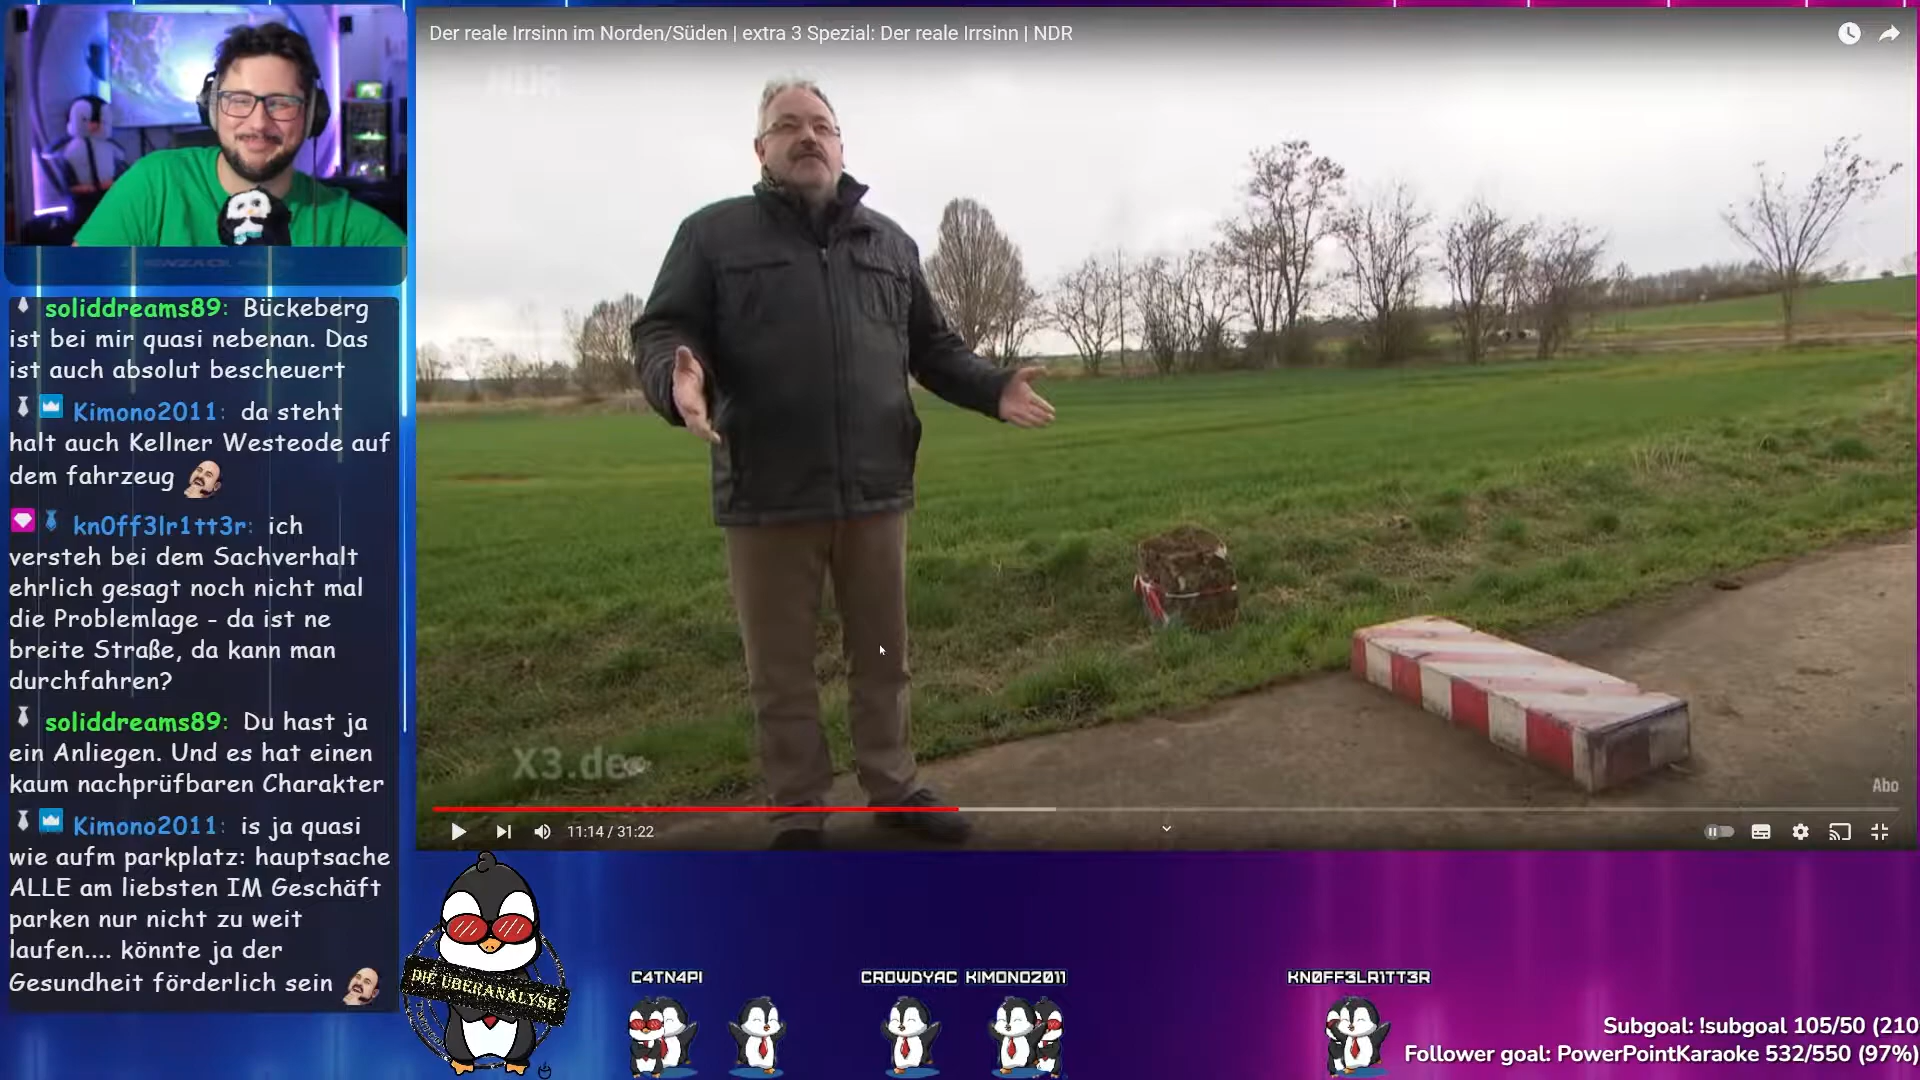 Der reale Irrsinn im Norden/Süden | extra 3 Spezial: Der reale Irrsinn | NDR
NDR
soliddreams89: Bückeberg
ist bei mir quasi nebenan. Das
ist auch absolut bescheuert
Kimono2011: da steht
halt auch Kellner Westeode auf
dem fahrzeug
kn0ff3lr1tt3r: ich
versteh bei dem Sachverhalt
ehrlich gesagt noch nicht mal
die Problemlage - da ist ne
breite Straße, da kann man
durchfahren?
soliddreams89: Du hast ja
ein Anliegen. Und es hat einen
kaum nachprüfbaren Charakter
Kimono2011: is ja quasi
wie aufm parkplatz: hauptsache
ALLE am liebsten IM Geschäft
parken nur nicht zu weit
laufen.... könnte ja der
Gesundheit förderlich sein
X3.de
Abo
11:14 / 31:22
DIE ÜBERANALYSE
C4TN4PI
CROWDYAC KIMONO2011
KN0FF3LR1TT3R
Subgoal: !subgoal 105/50 (210
Follower goal: PowerPointKaraoke 532/550 (97%)